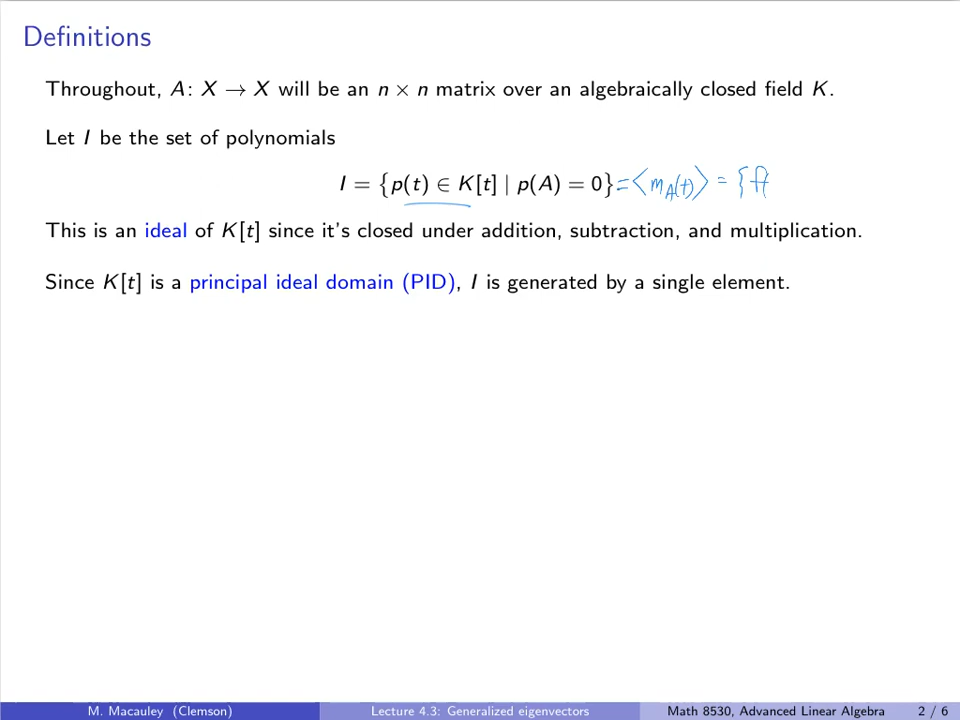 Definitions
Throughout, A: X → X will be an n × n matrix over an algebraically closed field K.
Let I be the set of polynomials
I = {p(t) ∈ K[t] | p(A) = 0} = ⟨m_A(t)⟩ = {f(
This is an ideal of K[t] since it's closed under addition, subtraction, and multiplication.
Since K[t] is a principal ideal domain (PID), I is generated by a single element.
M. Macauley (Clemson) Lecture 4.3: Generalized eigenvectors Math 8530, Advanced Linear Algebra 2 / 6